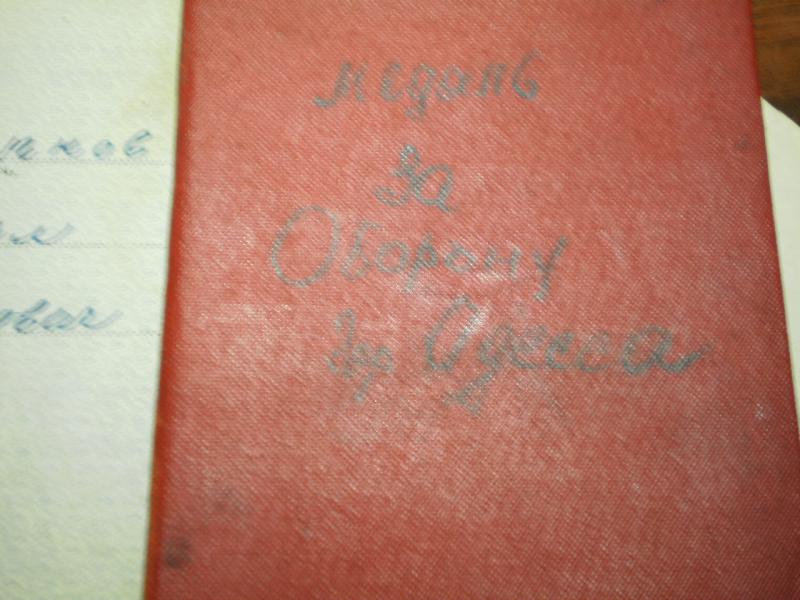 медаль
За
Оборону
гор Одесса